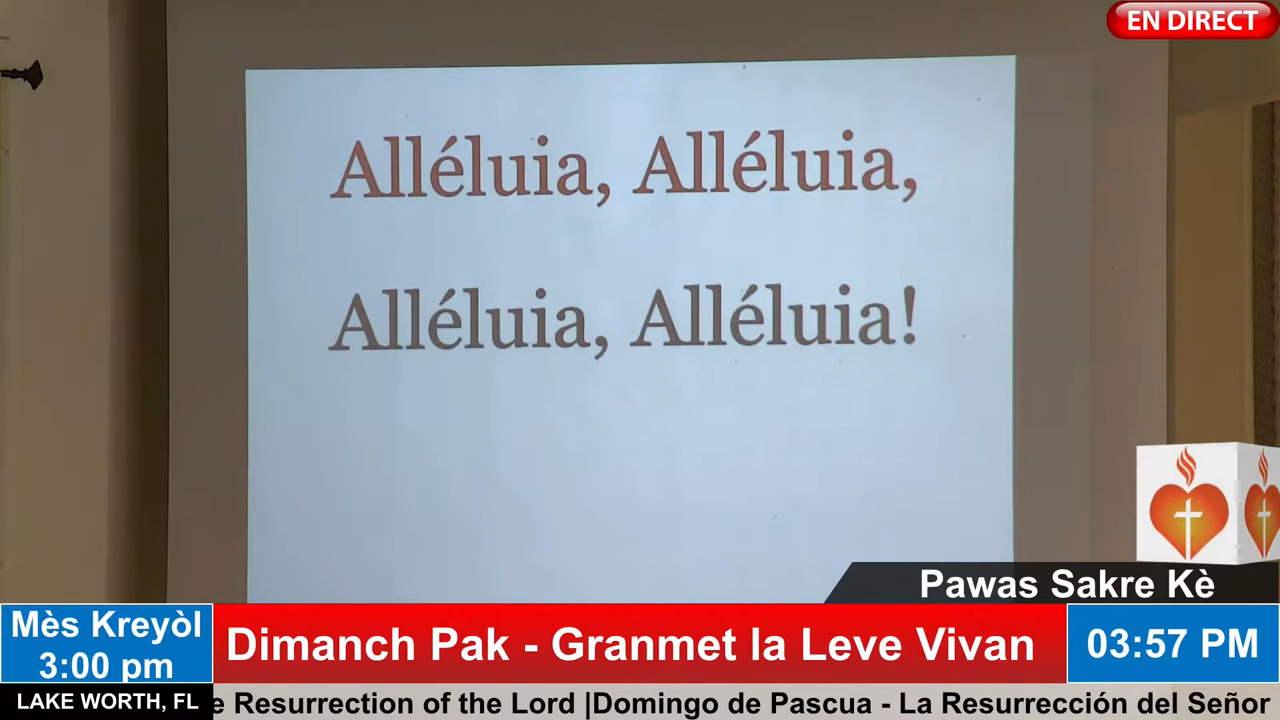 EN DIRECT
Alléluia, Alléluia,
Alléluia, Alléluia!
Pawas Sakre Kè
Mès Kreyòl
3:00 pm
Dimanch Pak - Granmet la Leve Vivan
03:57 PM
LAKE WORTH, FL
e Resurrection of the Lord |Domingo de Pascua - La Resurrección del Señor